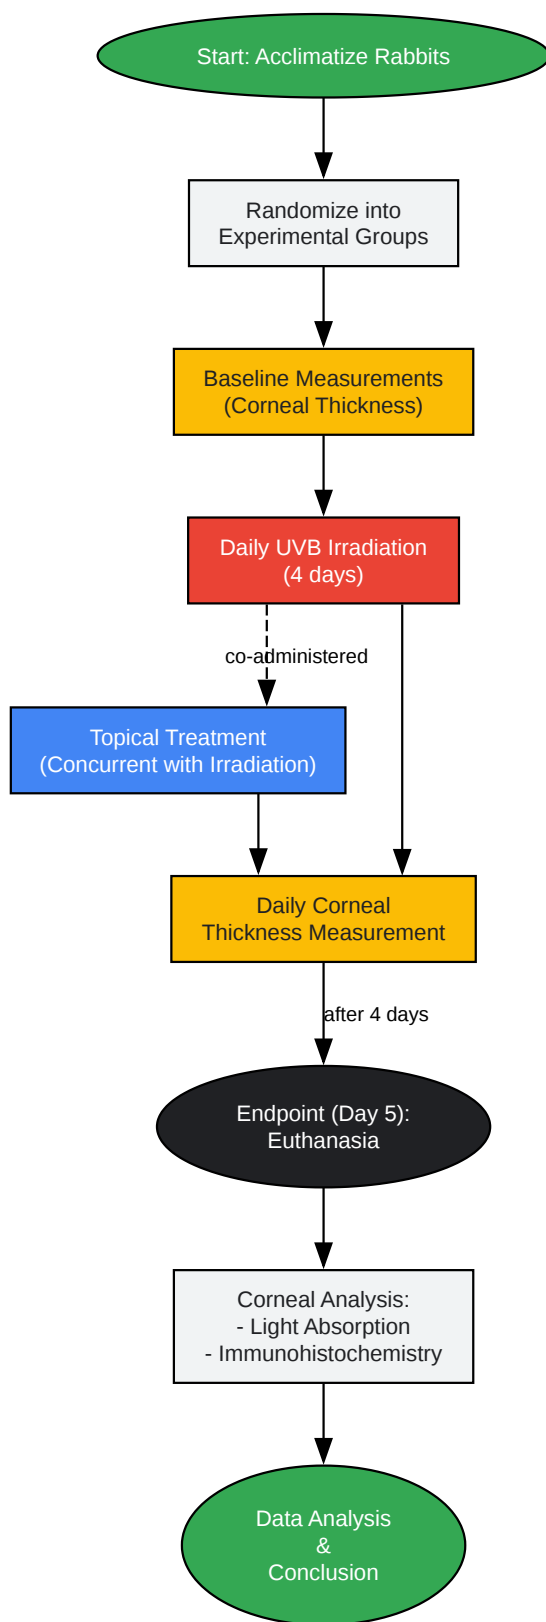 Start: Acclimatize Rabbits
Randomize into
Experimental Groups
Baseline Measurements
(Corneal Thickness)
Daily UVB Irradiation
(4 days)
co-administered
Topical Treatment
(Concurrent with Irradiation)
Daily Corneal
Thickness Measurement
after 4 days
Endpoint (Day 5):
Euthanasia
Corneal Analysis:
- Light Absorption
- Immunohistochemistry
Data Analysis
&
Conclusion